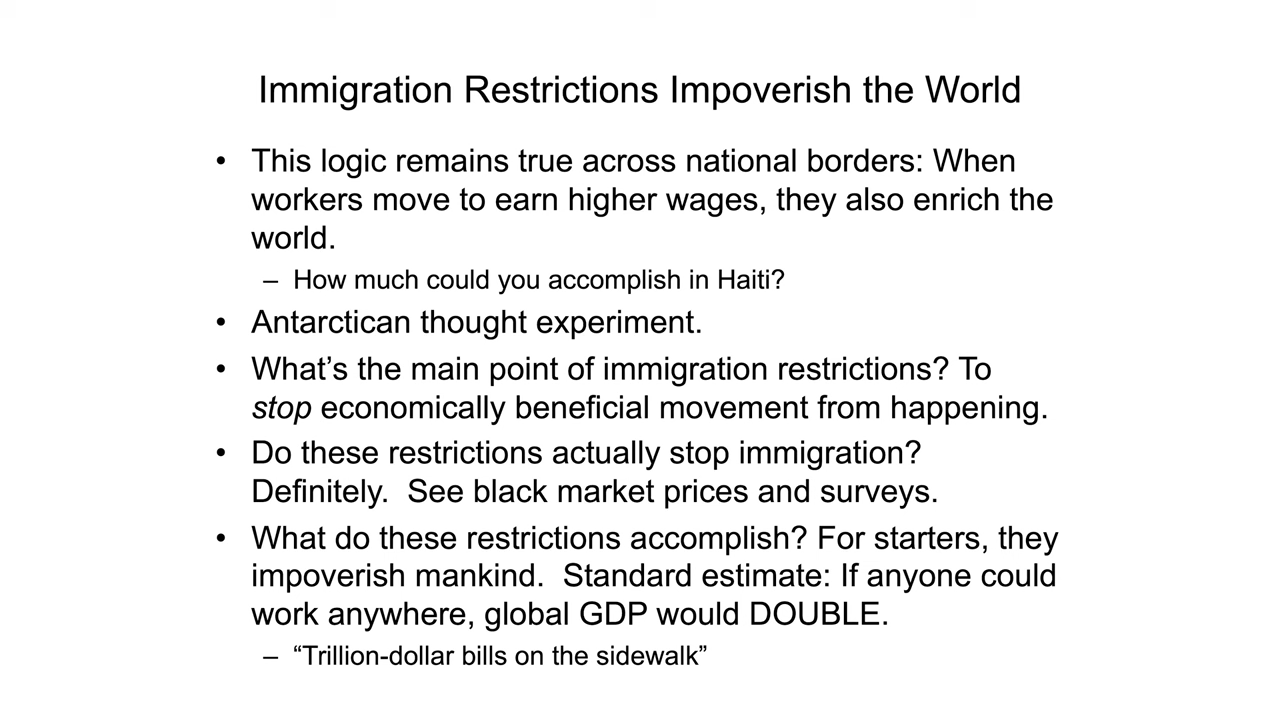 Immigration Restrictions Impoverish the World
• This logic remains true across national borders: When
workers move to earn higher wages, they also enrich the
world.
– How much could you accomplish in Haiti?
• Antarctican thought experiment.
• What’s the main point of immigration restrictions? To
stop economically beneficial movement from happening.
• Do these restrictions actually stop immigration?
Definitely.  See black market prices and surveys.
• What do these restrictions accomplish? For starters, they
impoverish mankind.  Standard estimate: If anyone could
work anywhere, global GDP would DOUBLE.
– “Trillion-dollar bills on the sidewalk”